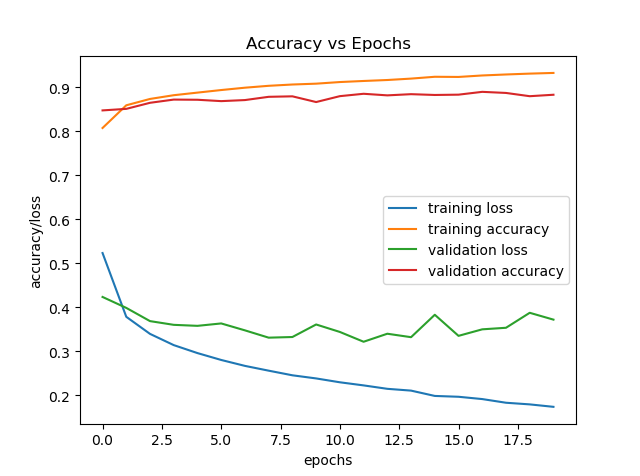 Accuracy vs Epochs
accuracy/loss
0.9
0.8
0.7
0.6
0.5
0.4
0.3
0.2
training loss
training accuracy
validation loss
validation accuracy
0.0 2.5 5.0 7.5 10.0 12.5 15.0 17.5
epochs